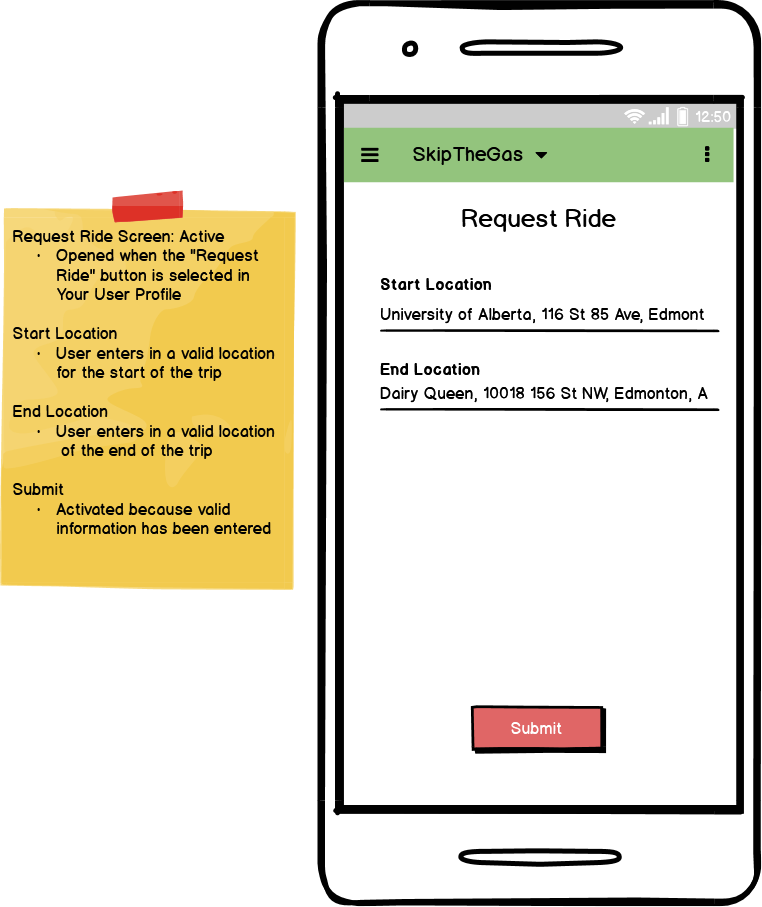 Request Ride Screen: Active
· Opened when the "Request
Ride" button is selected in
Your User Profile
Start Location
· User enters in a valid location
for the start of the trip
End Location
· User enters in a valid location
of the end of the trip
Submit
· Activated because valid
information has been entered
12:50
SkipTheGas
Request Ride
Start Location
University of Alberta, 116 St 85 Ave, Edmont
End Location
Dairy Queen, 10018 156 St NW, Edmonton, A
Submit